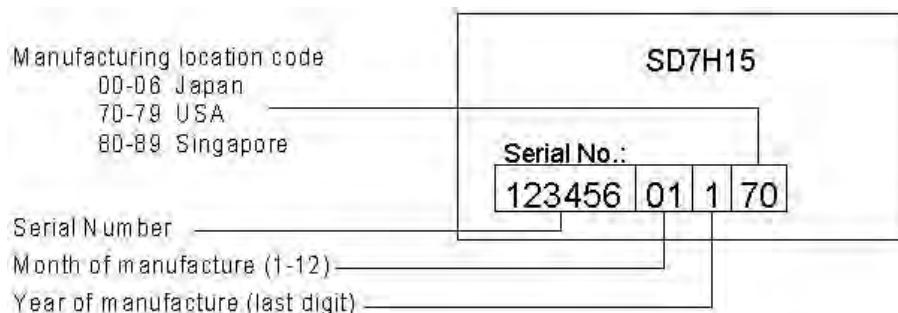 Manufacturing location code
00-06 Japan
70-79 USA
80-89 Singapore
SD7H15
Serial No.:
123456 01 1 70
Serial Number
Month of manufacture (1-12)
Year of manufacture (last digit)